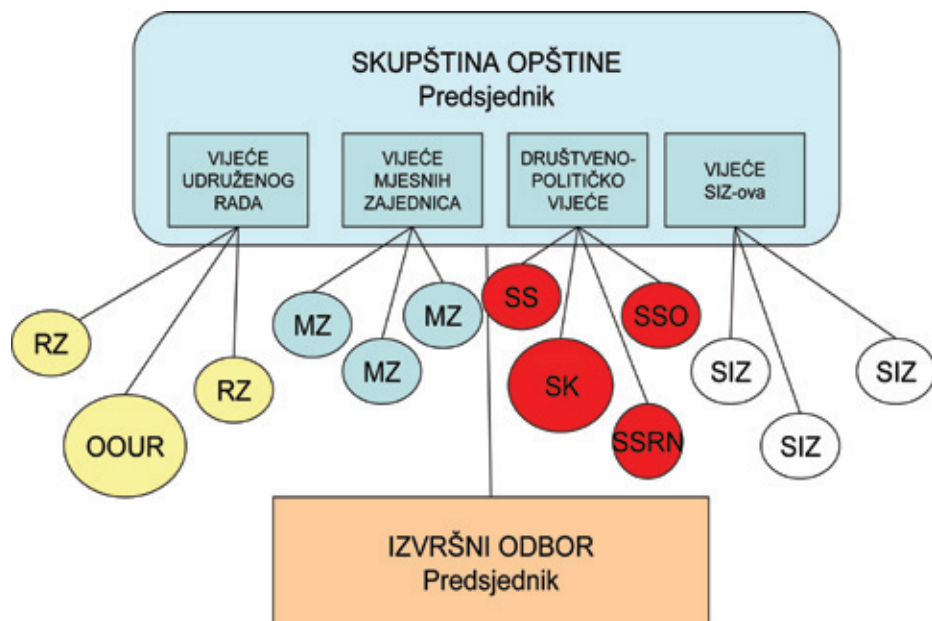 SKUPŠTINA OPŠTINE
Predsjednik
VIJEĆE
UDRUŽENOG
RADA
VIJEĆE
MJESNIH
ZAJEDNICA
DRUŠTVENO-
POLITIČKO
VIJEĆE
VIJEĆE
SIZ-ova
RZ
OOUR
RZ
MZ
MZ
MZ
SS
SK
SSO
SSRN
SIZ
SIZ
SIZ
IZVRŠNI ODBOR
Predsjednik